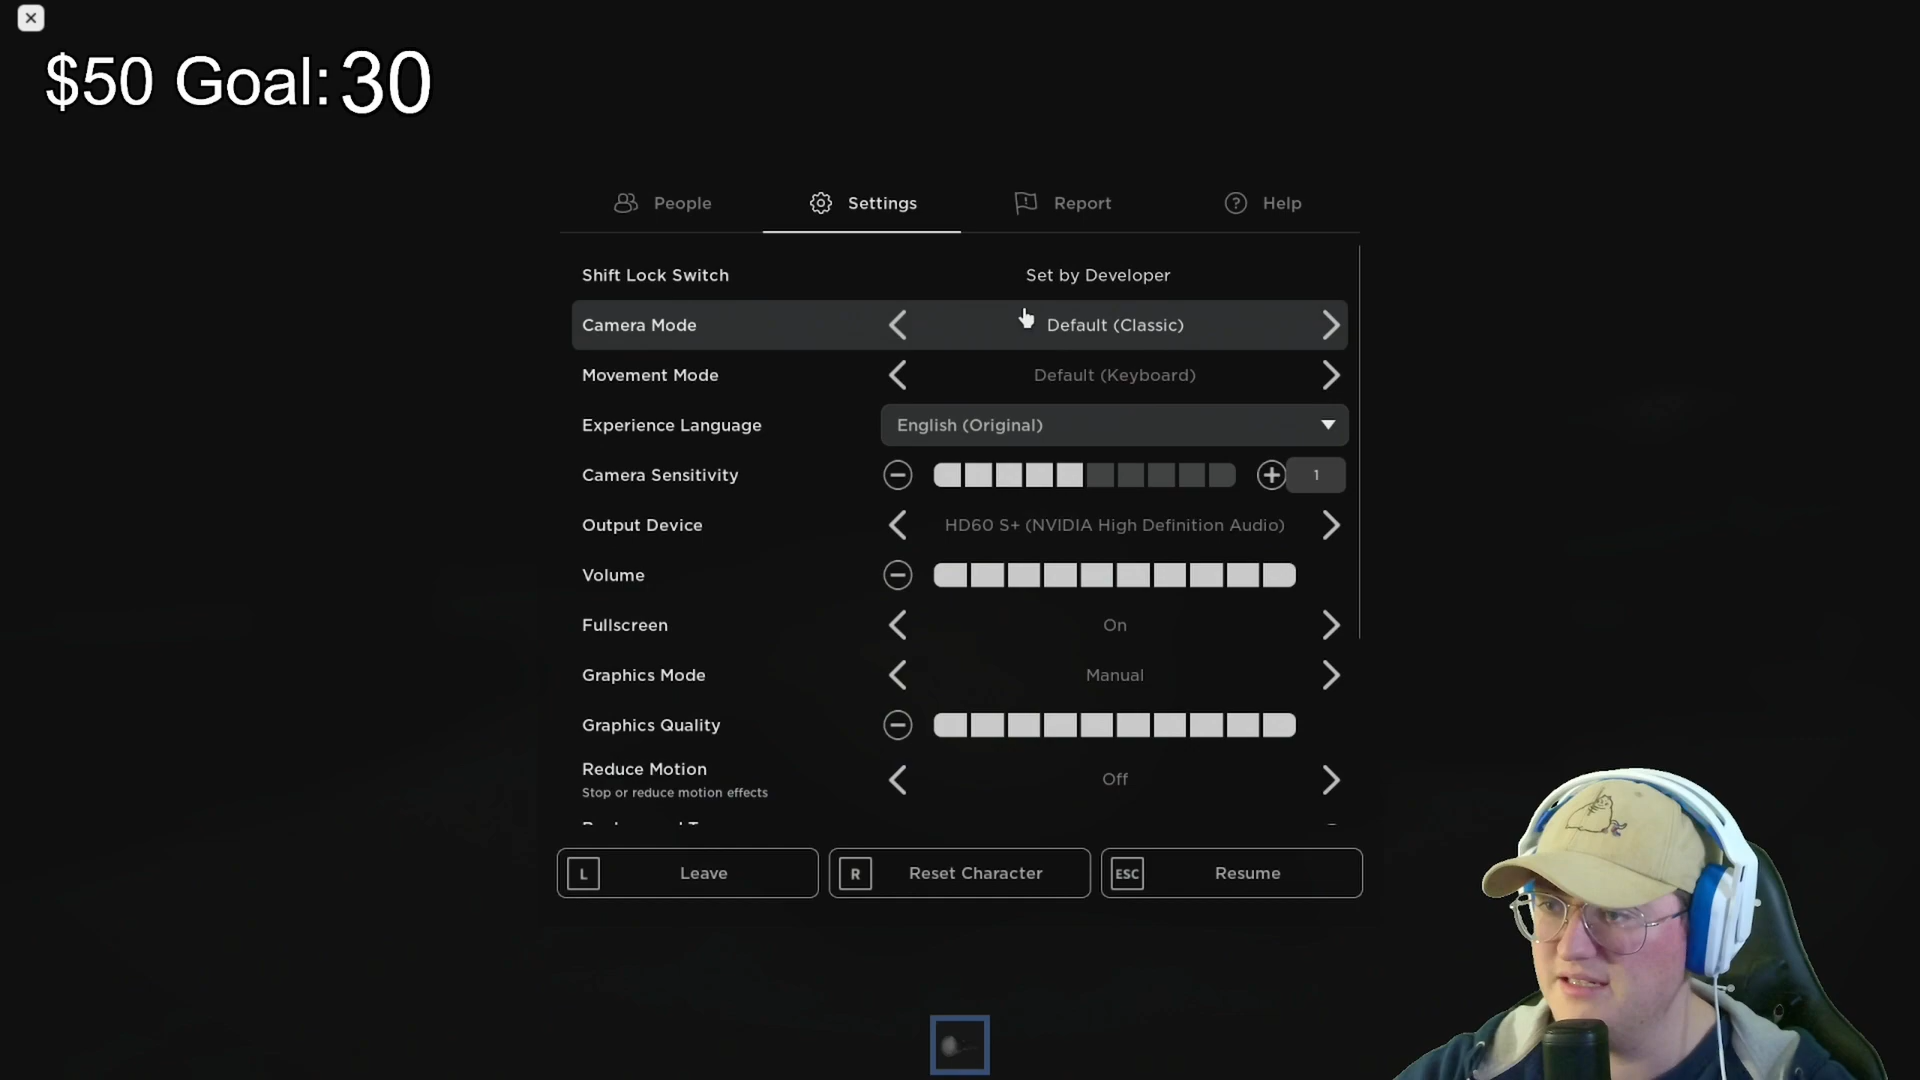 $50 Goal: 30
People
Settings
Report
Help
Shift Lock Switch
Set by Developer
Camera Mode
Default (Classic)
Movement Mode
Default (Keyboard)
Experience Language
English (Original)
Camera Sensitivity
1
Output Device
HD60 S+ (NVIDIA High Definition Audio)
Volume
Fullscreen
On
Graphics Mode
Manual
Graphics Quality
Reduce Motion
Off
Stop or reduce motion effects
L
Leave
R
Reset Character
ESC
Resume